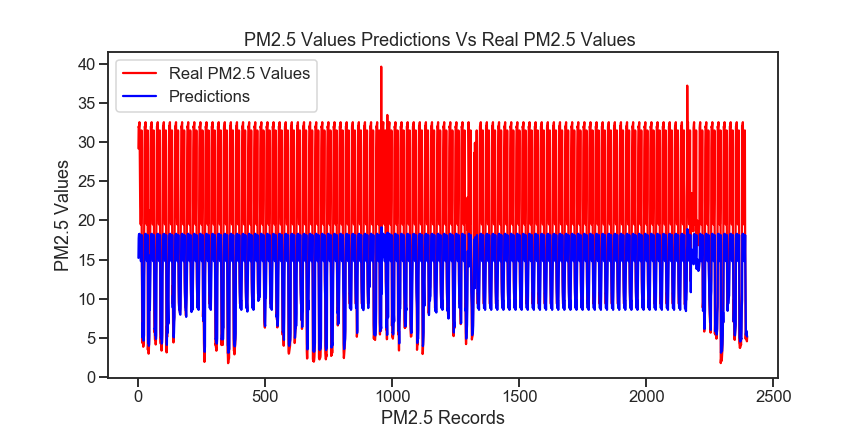 PM2.5 Values Predictions Vs Real PM2.5 Values
Real PM2.5 Values
Predictions
PM2.5 Values
40
35
30
25
20
15
10
5
0
0 500 1000 1500 2000 2500
PM2.5 Records